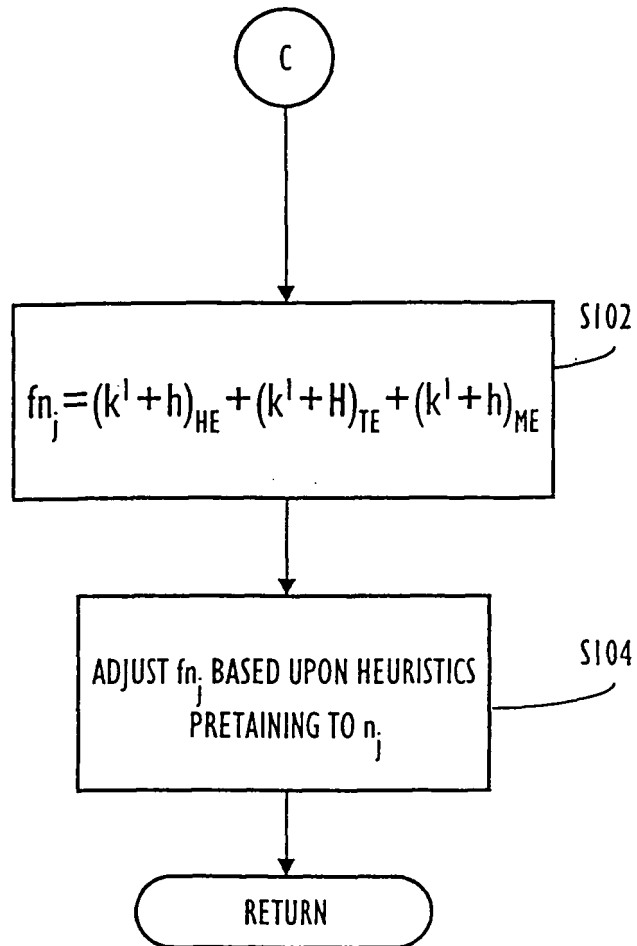 C
S102
fn_j = (k^1 + h)_HE + (k^1 + H)_TE + (k^1 + h)_ME
ADJUST fn_j BASED UPON HEURISTICS
PRETAINING TO n_j
S104
RETURN